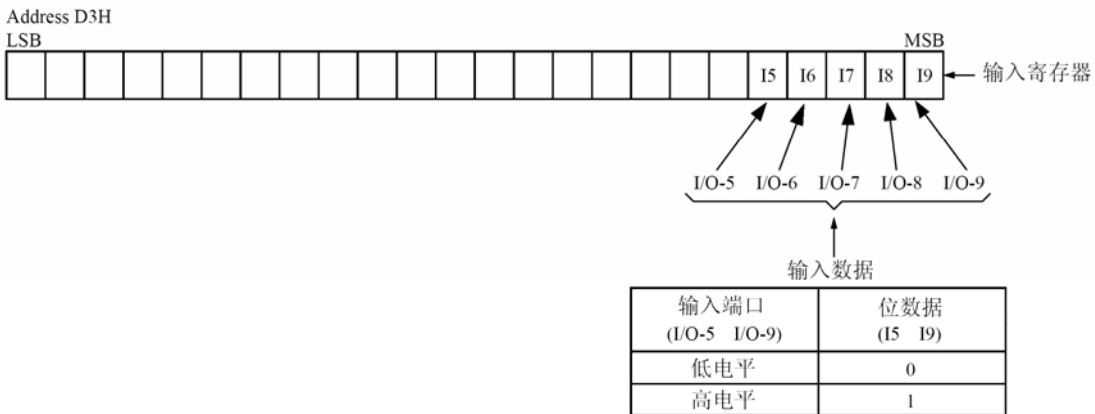 Address D3H
LSB MSB
I5 I6 I7 I8 I9 输入寄存器
I/O-5 I/O-6 I/O-7 I/O-8 I/O-9
输入数据
输入端口 位数据
(I/O-5 I/O-9) (I5 I9)
低电平 0
高电平 1